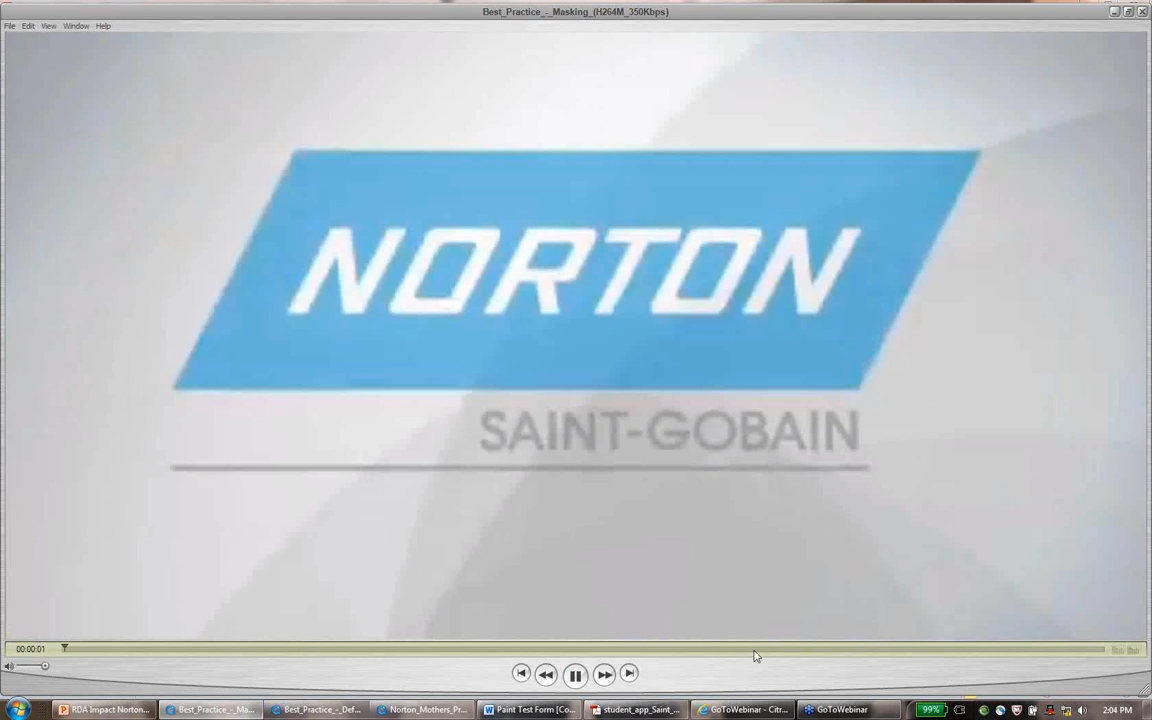 Best_Practice_-_Masking_(H264M_350Kbps)
File Edit View Window Help
NORTON
SAINT-GOBAIN
00:00:01
RDA Impact Norton...
Best_Practice_-_Ma...
Best_Practice_-_Def...
Norton_Mothers_Pr...
Paint Test Form [Co...
student_app_Saint_...
GoToWebinar - Citr...
GoToWebinar
99%
2:04 PM